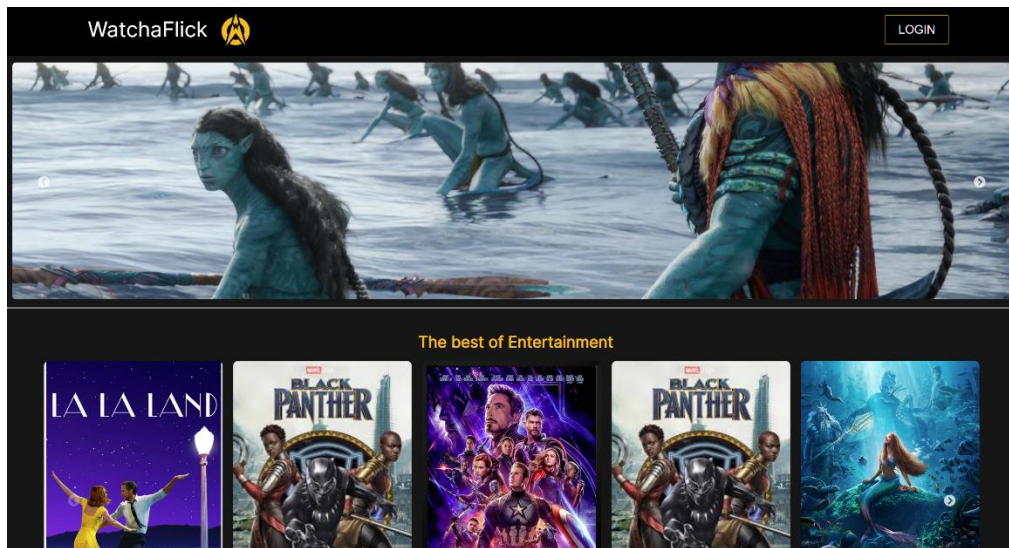 WatchaFlick
LOGIN
The best of Entertainment
LA LA LAND
MARVEL
BLACK
PANTHER
MARVEL
BLACK
PANTHER